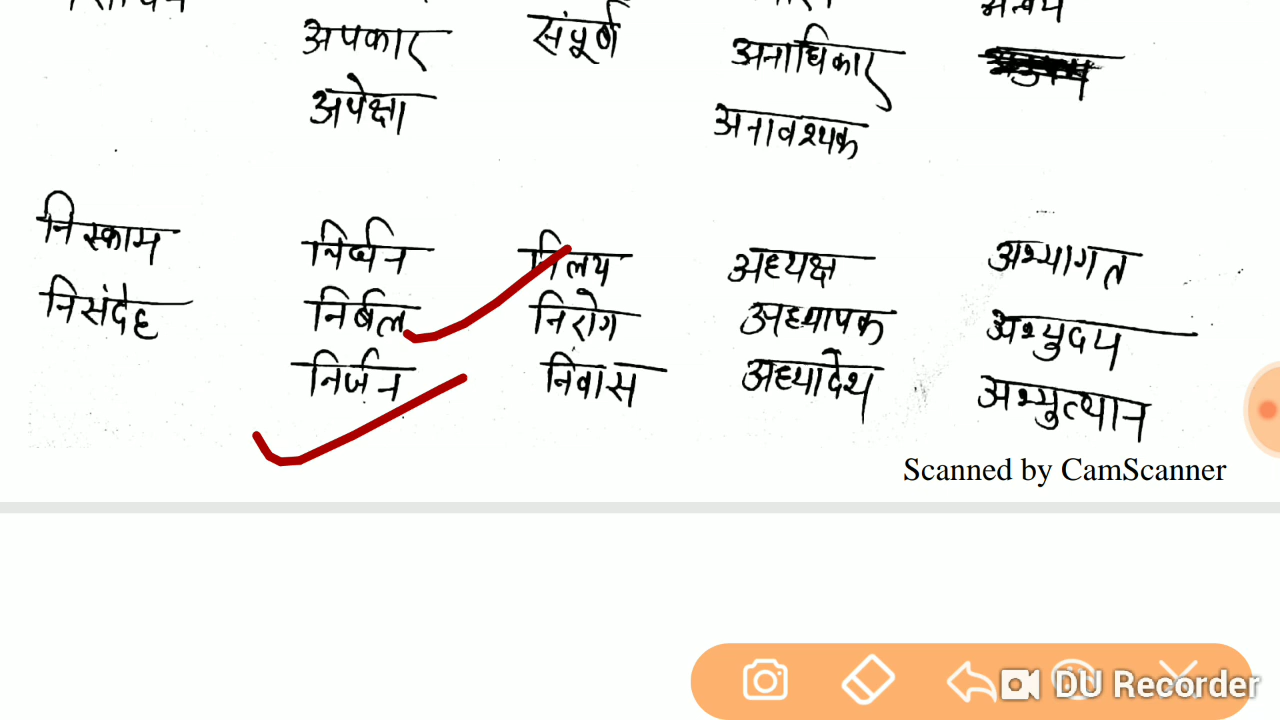 अपकार संपूर्ण अनाधिकार
अपेक्षा अनावश्यक
निस्काम निर्धन निलय अध्यक्ष अभ्यागत
निसंदेह निर्बल निरोग अध्यापक अभ्युदय
निर्जन निवास अध्यादेश अभ्युत्थान
Scanned by CamScanner
DU Recorder